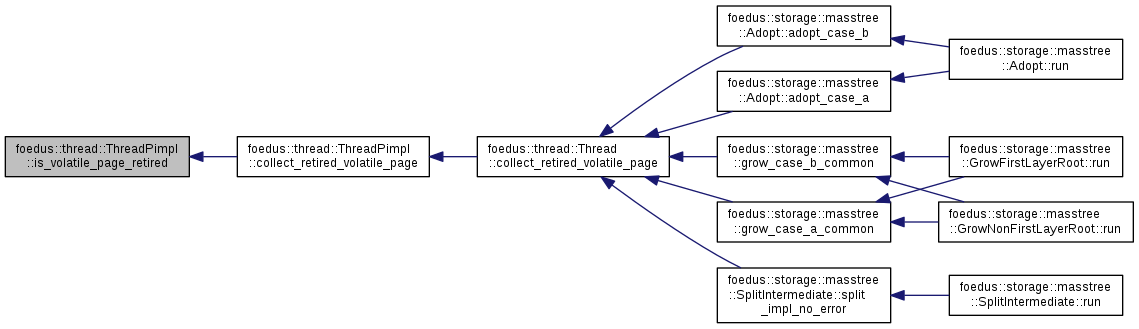 foedus::thread::ThreadPimpl
::is_volatile_page_retired
foedus::thread::ThreadPimpl
::collect_retired_volatile_page
foedus::thread::Thread
::collect_retired_volatile_page
foedus::storage::masstree
::Adopt::adopt_case_b
foedus::storage::masstree
::Adopt::adopt_case_a
foedus::storage::masstree
::grow_case_b_common
foedus::storage::masstree
::grow_case_a_common
foedus::storage::masstree
::SplitIntermediate::split
_impl_no_error
foedus::storage::masstree
::Adopt::run
foedus::storage::masstree
::GrowFirstLayerRoot::run
foedus::storage::masstree
::GrowNonFirstLayerRoot::run
foedus::storage::masstree
::SplitIntermediate::run